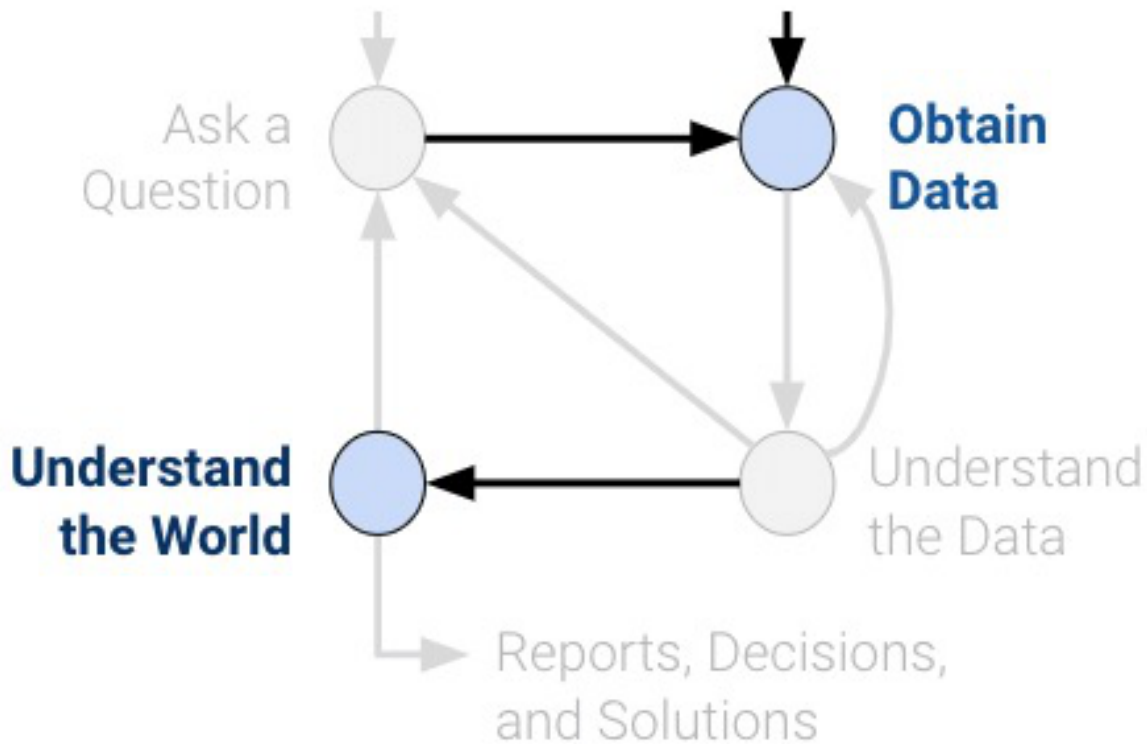 Ask a
Question
Obtain
Data
Understand
the World
Understand
the Data
Reports, Decisions,
and Solutions